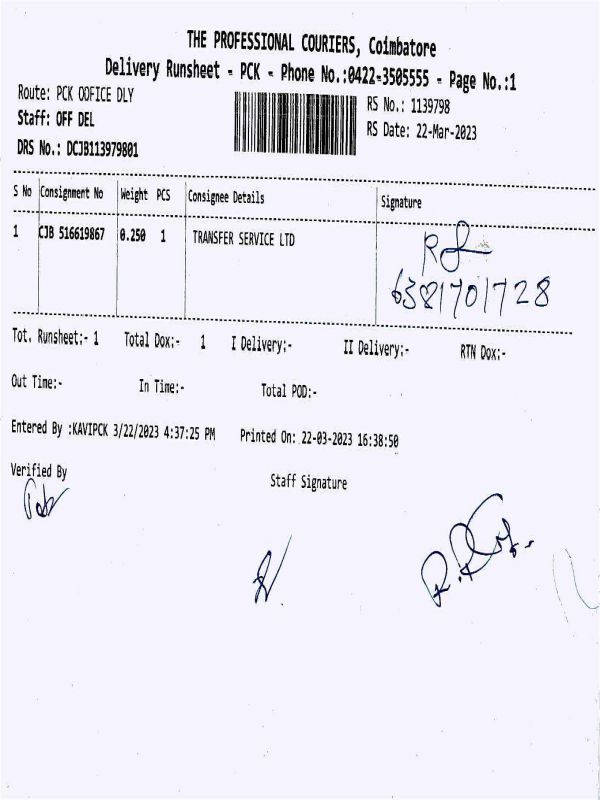 THE PROFESSIONAL COURIERS, Coimbatore
Delivery Runsheet - PCK - Phone No.:0422-3505555 - Page No.:1
Route: PCK OOFICE DLY
RS No.: 1139798
Staff: OFF DEL
RS Date: 22-Mar-2023
DRS No.: DCJB113979801
S No Consignment No Weight PCS Consignee Details Signature
1 CJB 516619867 0.250 1 TRANSFER SERVICE LTD
6381701728
Tot. Runsheet:- 1 Total Dox:- 1 I Delivery:- II Delivery:- RTN Dox:-
Out Time:- In Time:- Total POD:-
Entered By :KAVIPCK 3/22/2023 4:37:25 PM Printed On: 22-03-2023 16:38:50
Verified By Staff Signature